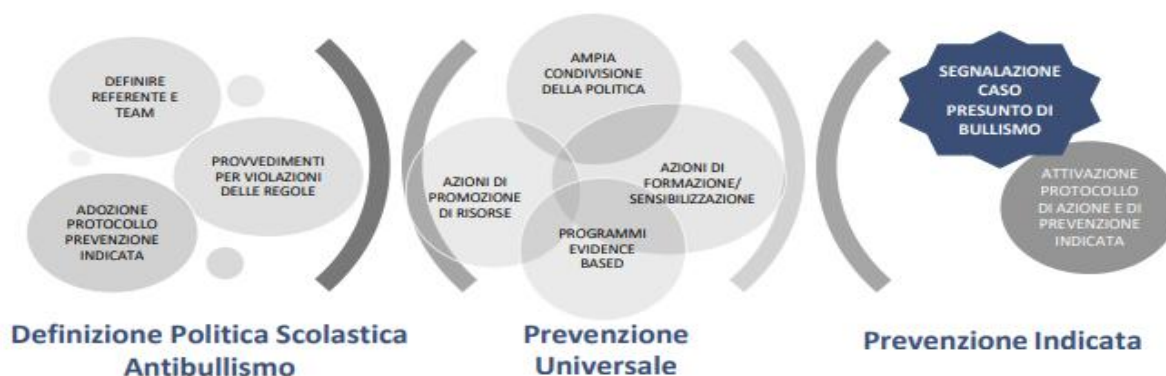 DEFINIRE
REFERENTE E
TEAM
PROVVEDIMENTI
PER VIOLAZIONI
DELLE REGOLE
ADOZIONE
PROTOCOLLO
PREVENZIONE
INDICATA
Definizione Politica Scolastica
Antibullismo
AMPIA
CONDIVISIONE
DELLA POLITICA
AZIONI DI
PROMOZIONE
DI RISORSE
AZIONI DI
FORMAZIONE/
SENSIBILIZZAZIONE
PROGRAMMI
EVIDENCE
BASED
Prevenzione
Universale
SEGNALAZIONE
CASO
PRESUNTO DI
BULLISMO
ATTIVAZIONE
PROTOCOLLO
DI AZIONE E DI
PREVENZIONE
INDICATA
Prevenzione Indicata